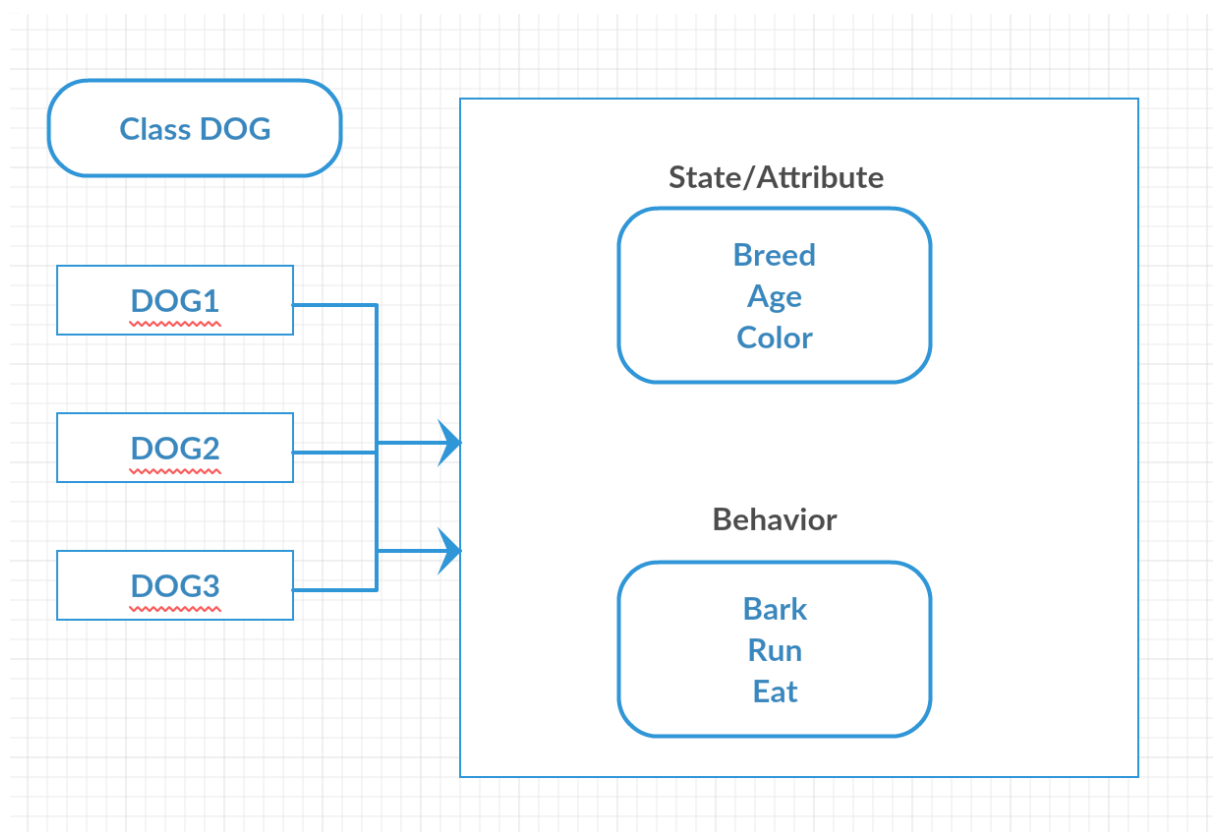 Class DOG
DOG1
DOG2
DOG3
State/Attribute
Breed
Age
Color
Behavior
Bark
Run
Eat